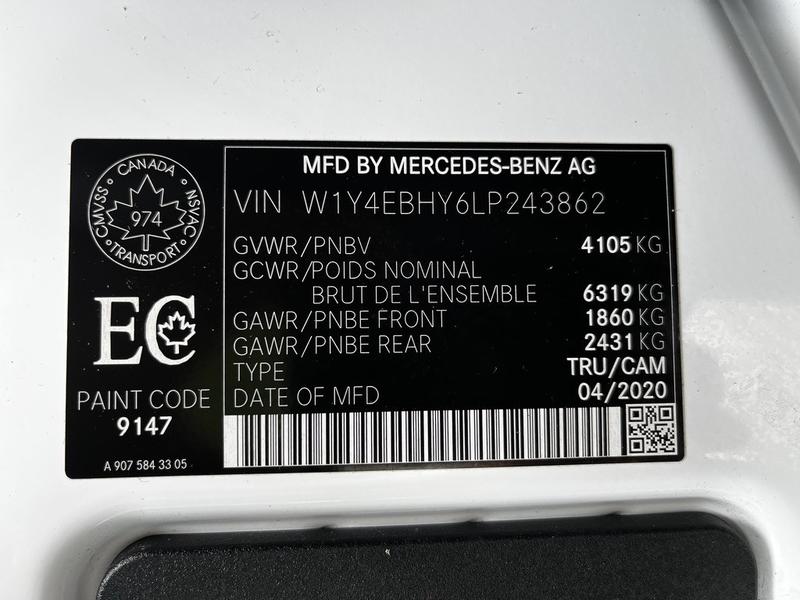 MFD BY MERCEDES-BENZ AG
VIN W1Y4EBHY6LP243862
GVWR/PNBV 4105 KG
GCWR/POIDS NOMINAL
BRUT DE L'ENSEMBLE 6319 KG
GAWR/PNBE FRONT 1860 KG
GAWR/PNBE REAR 2431 KG
TYPE TRU/CAM
DATE OF MFD 04/2020
CANADA
CMVSS
974
NSVAC
TRANSPORT
EC
PAINT CODE
9147
A 907 584 33 05